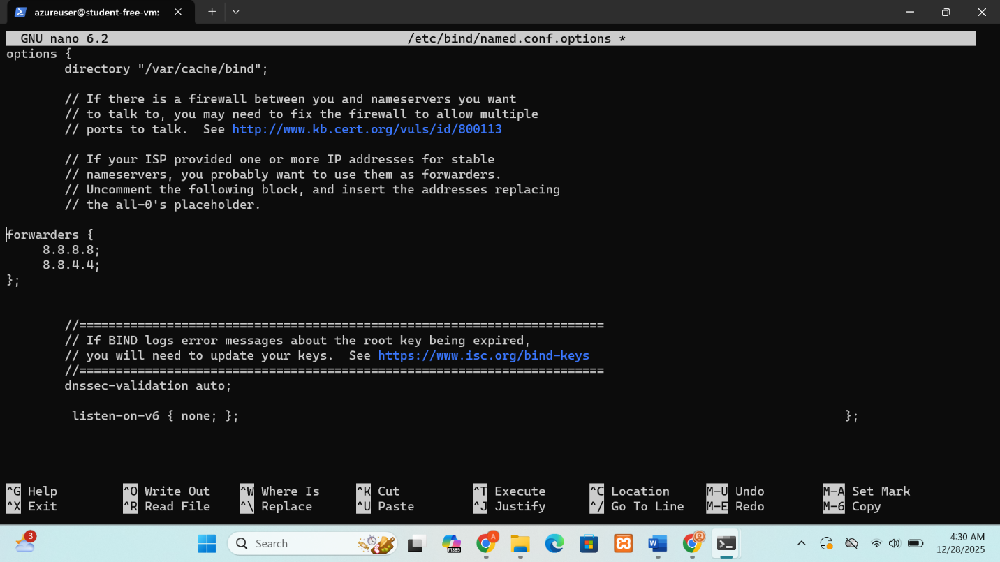 azureuser@student-free-vm:
GNU nano 6.2 /etc/bind/named.conf.options *
options {
directory "/var/cache/bind";
// If there is a firewall between you and nameservers you want
// to talk to, you may need to fix the firewall to allow multiple
// ports to talk.  See http://www.kb.cert.org/vuls/id/800113
// If your ISP provided one or more IP addresses for stable
// nameservers, you probably want to use them as forwarders.
// Uncomment the following block, and insert the addresses replacing
// the all-0's placeholder.
forwarders {
8.8.8.8;
8.8.4.4;
};
//========================================================================
// If BIND logs error messages about the root key being expired,
// you will need to update your keys.  See https://www.isc.org/bind-keys
//========================================================================
dnssec-validation auto;
listen-on-v6 { none; }; };
^G Help ^O Write Out ^W Where Is ^K Cut ^T Execute ^C Location M-U Undo M-A Set Mark
^X Exit ^R Read File ^\ Replace ^U Paste ^J Justify ^/ Go To Line M-E Redo M-6 Copy
3
Search
M365
A
W
4:30 AM
12/28/2025